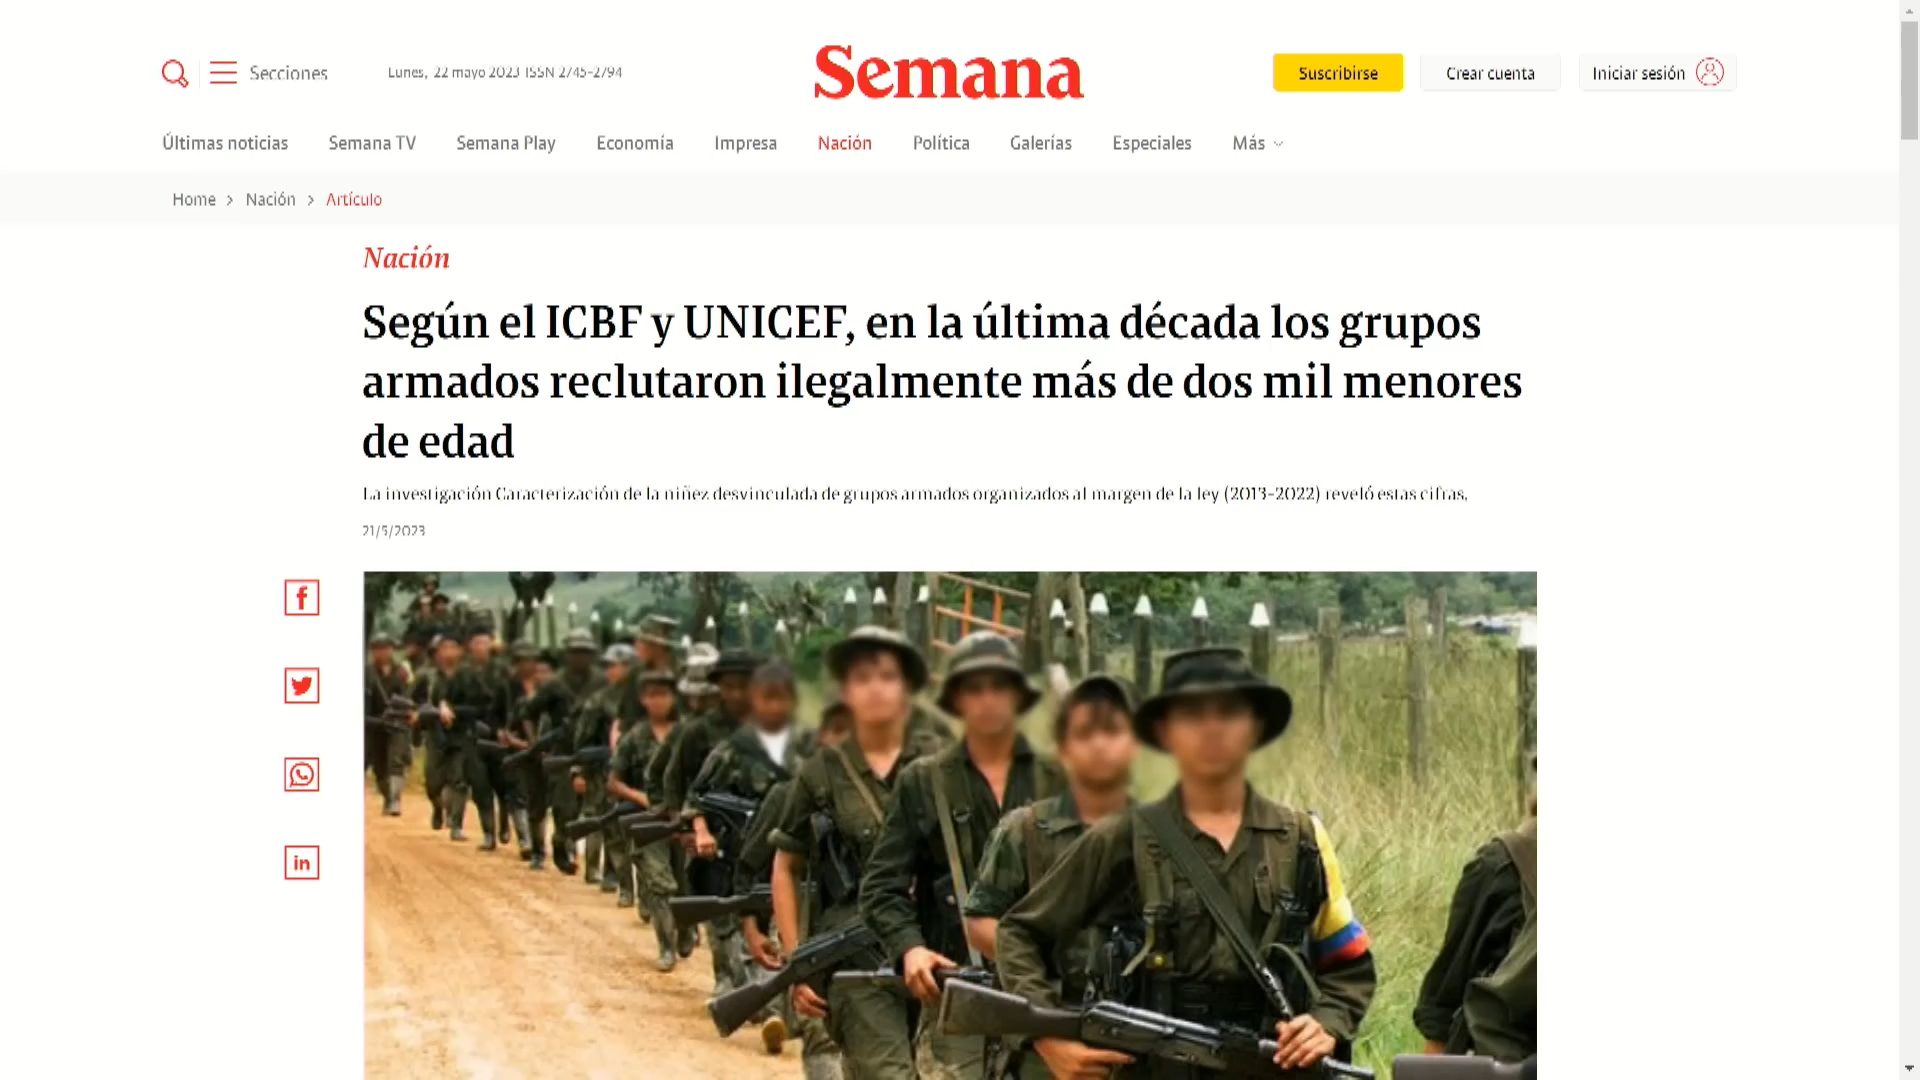 Secciones
Lunes, 22 mayo 2023 ISSN 2745-2794
Semana
Suscribirse
Crear cuenta
Iniciar sesión
Últimas noticias
Semana TV
Semana Play
Economía
Impresa
Nación
Política
Galerías
Especiales
Más
Home > Nación > Artículo
Nación
Según el ICBF y UNICEF, en la última década los grupos
armados reclutaron ilegalmente más de dos mil menores
de edad
La investigación Caracterización de la niñez desvinculada de grupos armados organizados al margen de la ley (2013-2022) reveló estas cifras.
21/5/2023
f
in